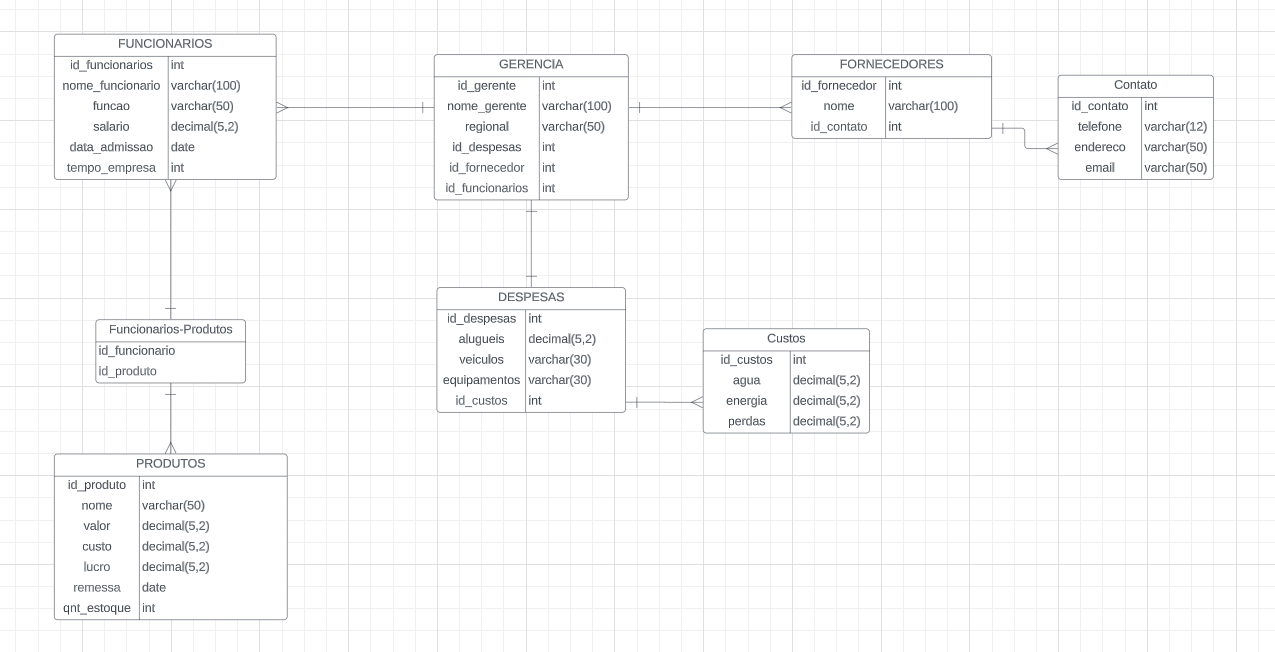 FUNCIONARIOS
id_funcionarios int
nome_funcionario varchar(100)
funcao varchar(50)
salario decimal(5,2)
data_admissao date
tempo_empresa int
GERENCIA
id_gerente int
nome_gerente varchar(100)
regional varchar(50)
id_despesas int
id_fornecedor int
id_funcionarios int
FORNECEDORES
id_fornecedor int
nome varchar(100)
id_contato int
Contato
id_contato int
telefone varchar(12)
endereco varchar(50)
email varchar(50)
Funcionarios-Produtos
id_funcionario
id_produto
DESPESAS
id_despesas int
alugueis decimal(5,2)
veiculos varchar(30)
equipamentos varchar(30)
id_custos int
Custos
id_custos int
agua decimal(5,2)
energia decimal(5,2)
perdas decimal(5,2)
PRODUTOS
id_produto int
nome varchar(50)
valor decimal(5,2)
custo decimal(5,2)
lucro decimal(5,2)
remessa date
qnt_estoque int